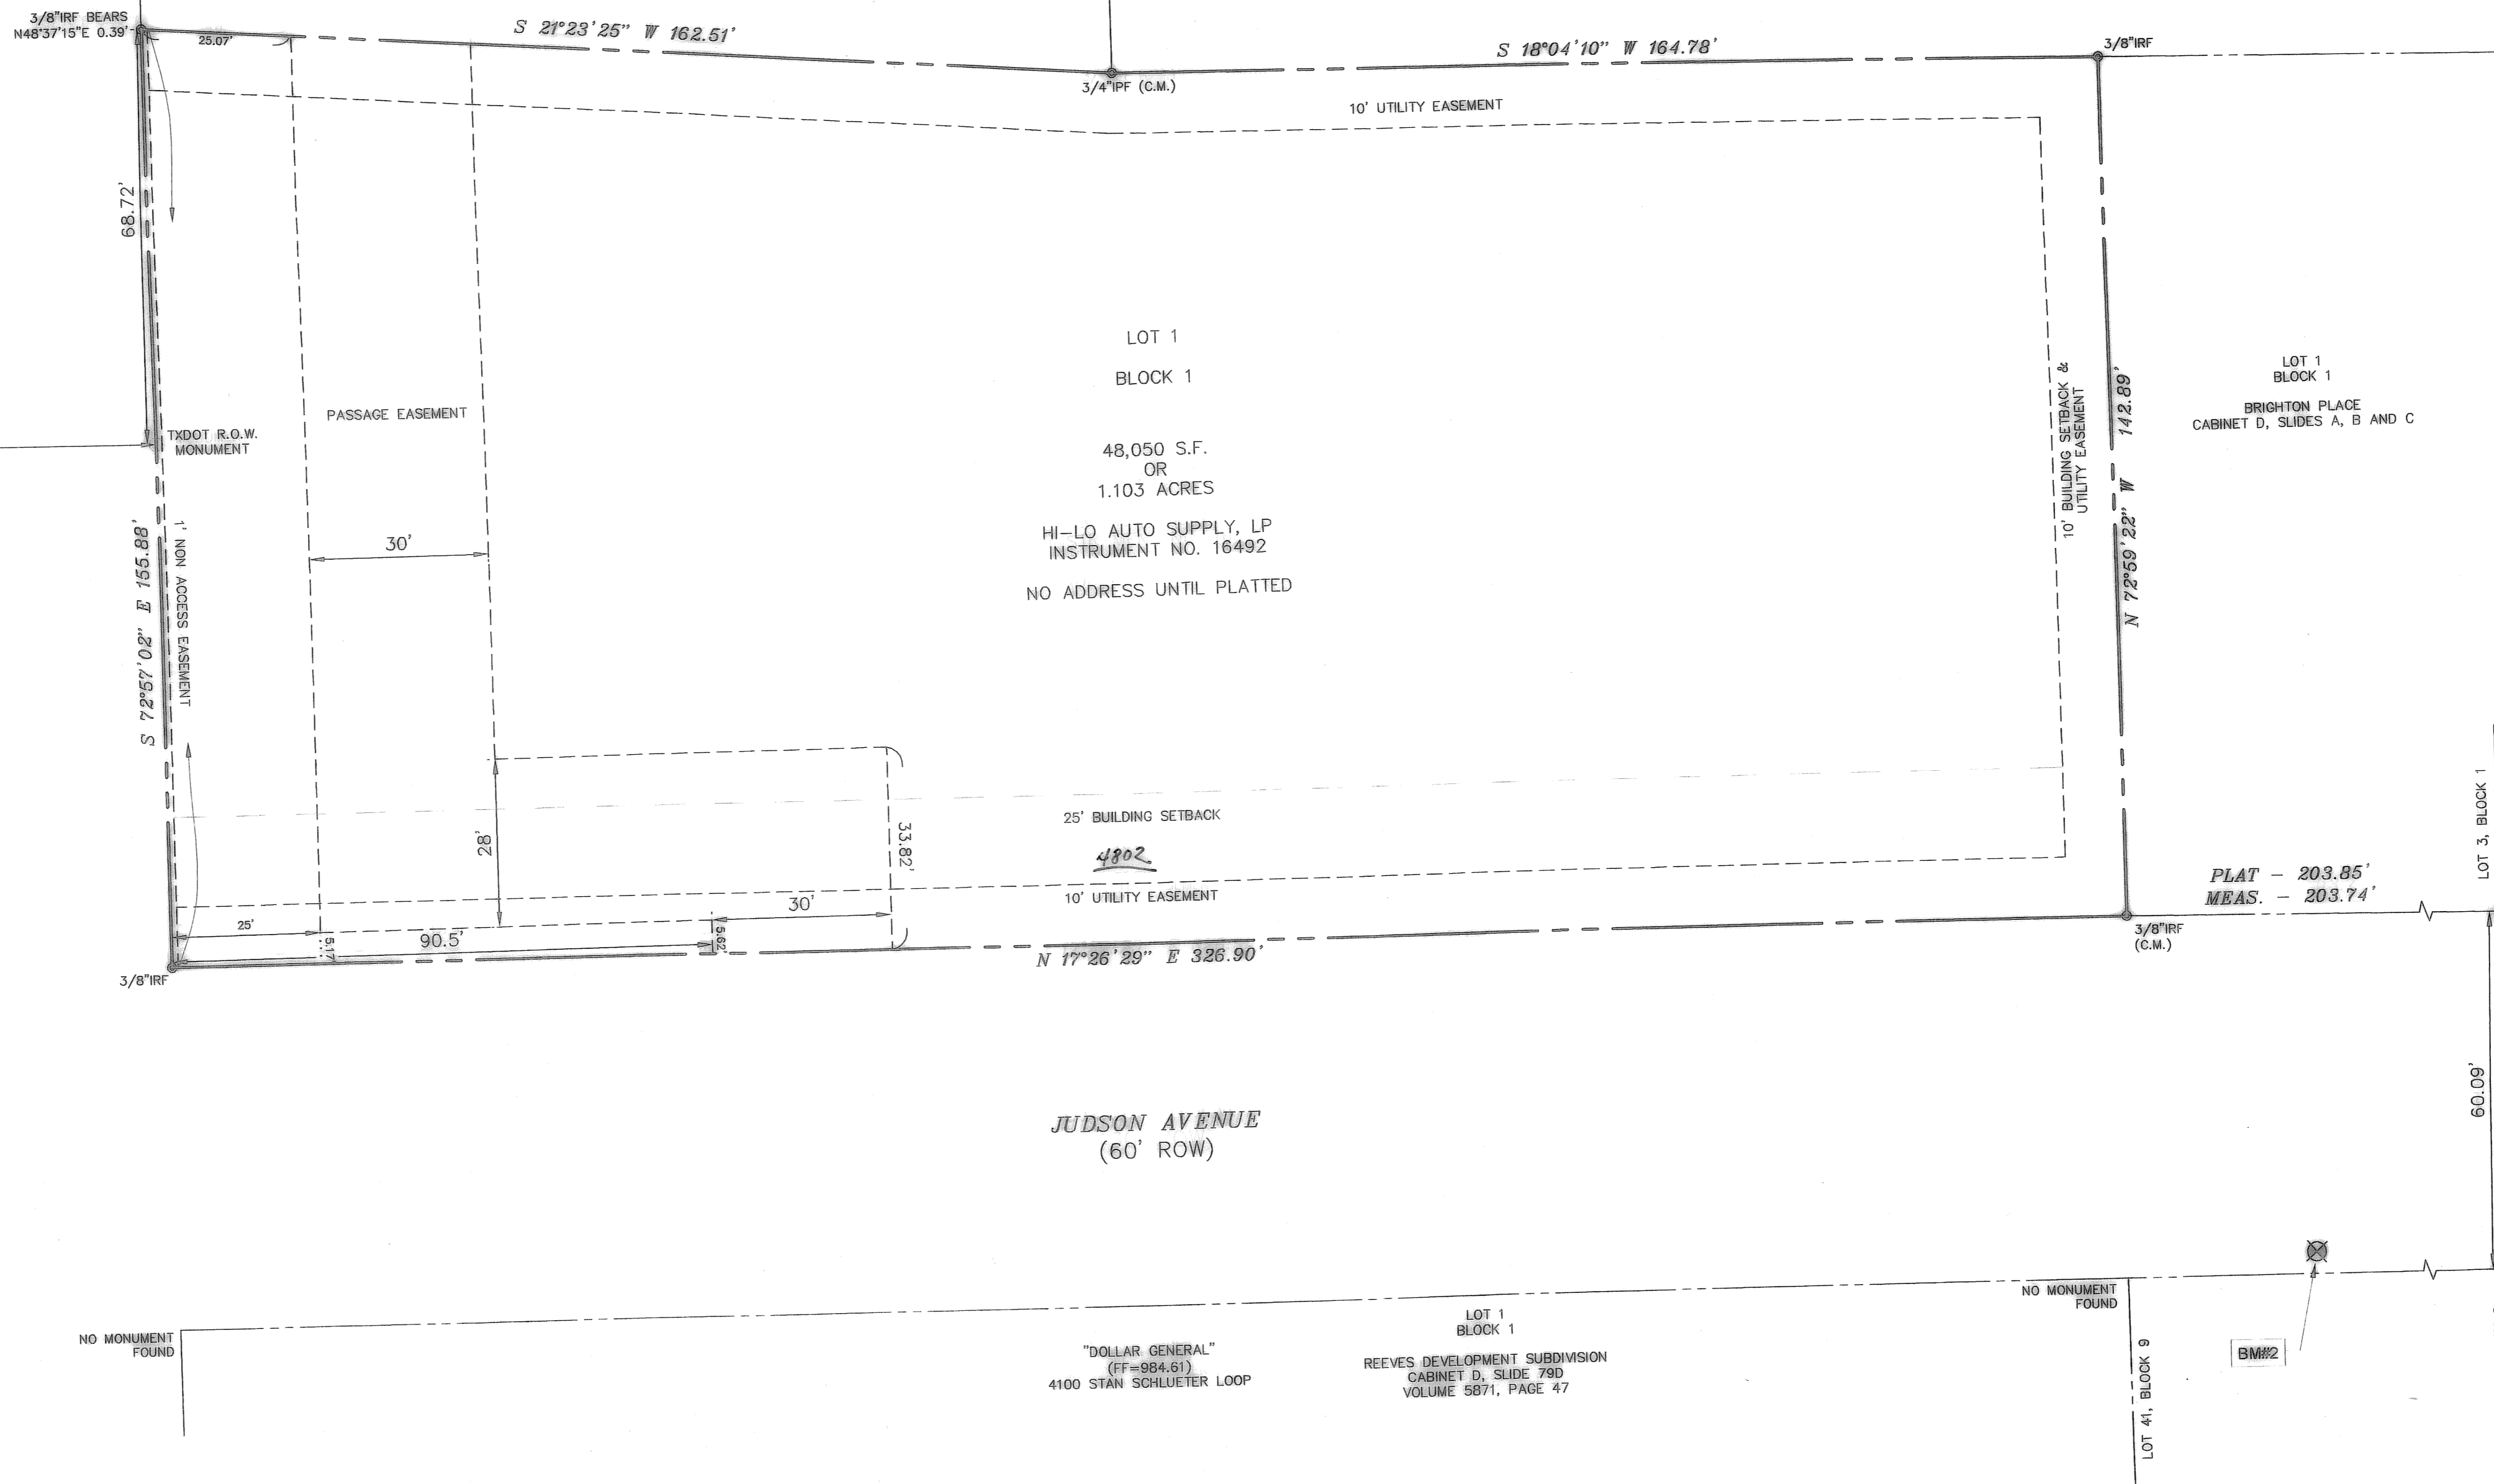 3/8"IRF BEARS
N48°37'15"E 0.39'
25.07'
S 21°23'25" W 162.51'
3/4"IPF (C.M.)
S 18°04'10" W 164.78'
3/8"IRF
10' UTILITY EASEMENT
68.72'
PASSAGE EASEMENT
TXDOT R.O.W.
MONUMENT
S 72°57'02" E 155.88'
1' NON ACCESS EASEMENT
30'
LOT 1
BLOCK 1
48,050 S.F.
OR
1.103 ACRES
HI-LO AUTO SUPPLY, LP
INSTRUMENT NO. 16492
NO ADDRESS UNTIL PLATTED
10' BUILDING SETBACK &
UTILITY EASEMENT
N 72°59'22" W 142.89'
LOT 1
BLOCK 1
BRIGHTON PLACE
CABINET D, SLIDES A, B AND C
28'
33.82'
25' BUILDING SETBACK
4802
10' UTILITY EASEMENT
25'
5.17'
90.5'
5.62'
30'
3/8"IRF
N 17°26'29" E 326.90'
3/8"IRF
(C.M.)
PLAT - 203.85'
MEAS. - 203.74'
LOT 3, BLOCK 1
60.09'
JUDSON AVENUE
(60' ROW)
NO MONUMENT
FOUND
"DOLLAR GENERAL"
(FF=984.61)
4100 STAN SCHLUETER LOOP
LOT 1
BLOCK 1
REEVES DEVELOPMENT SUBDIVISION
CABINET D, SLIDE 79D
VOLUME 5871, PAGE 47
NO MONUMENT
FOUND
LOT 41, BLOCK 9
BM#2